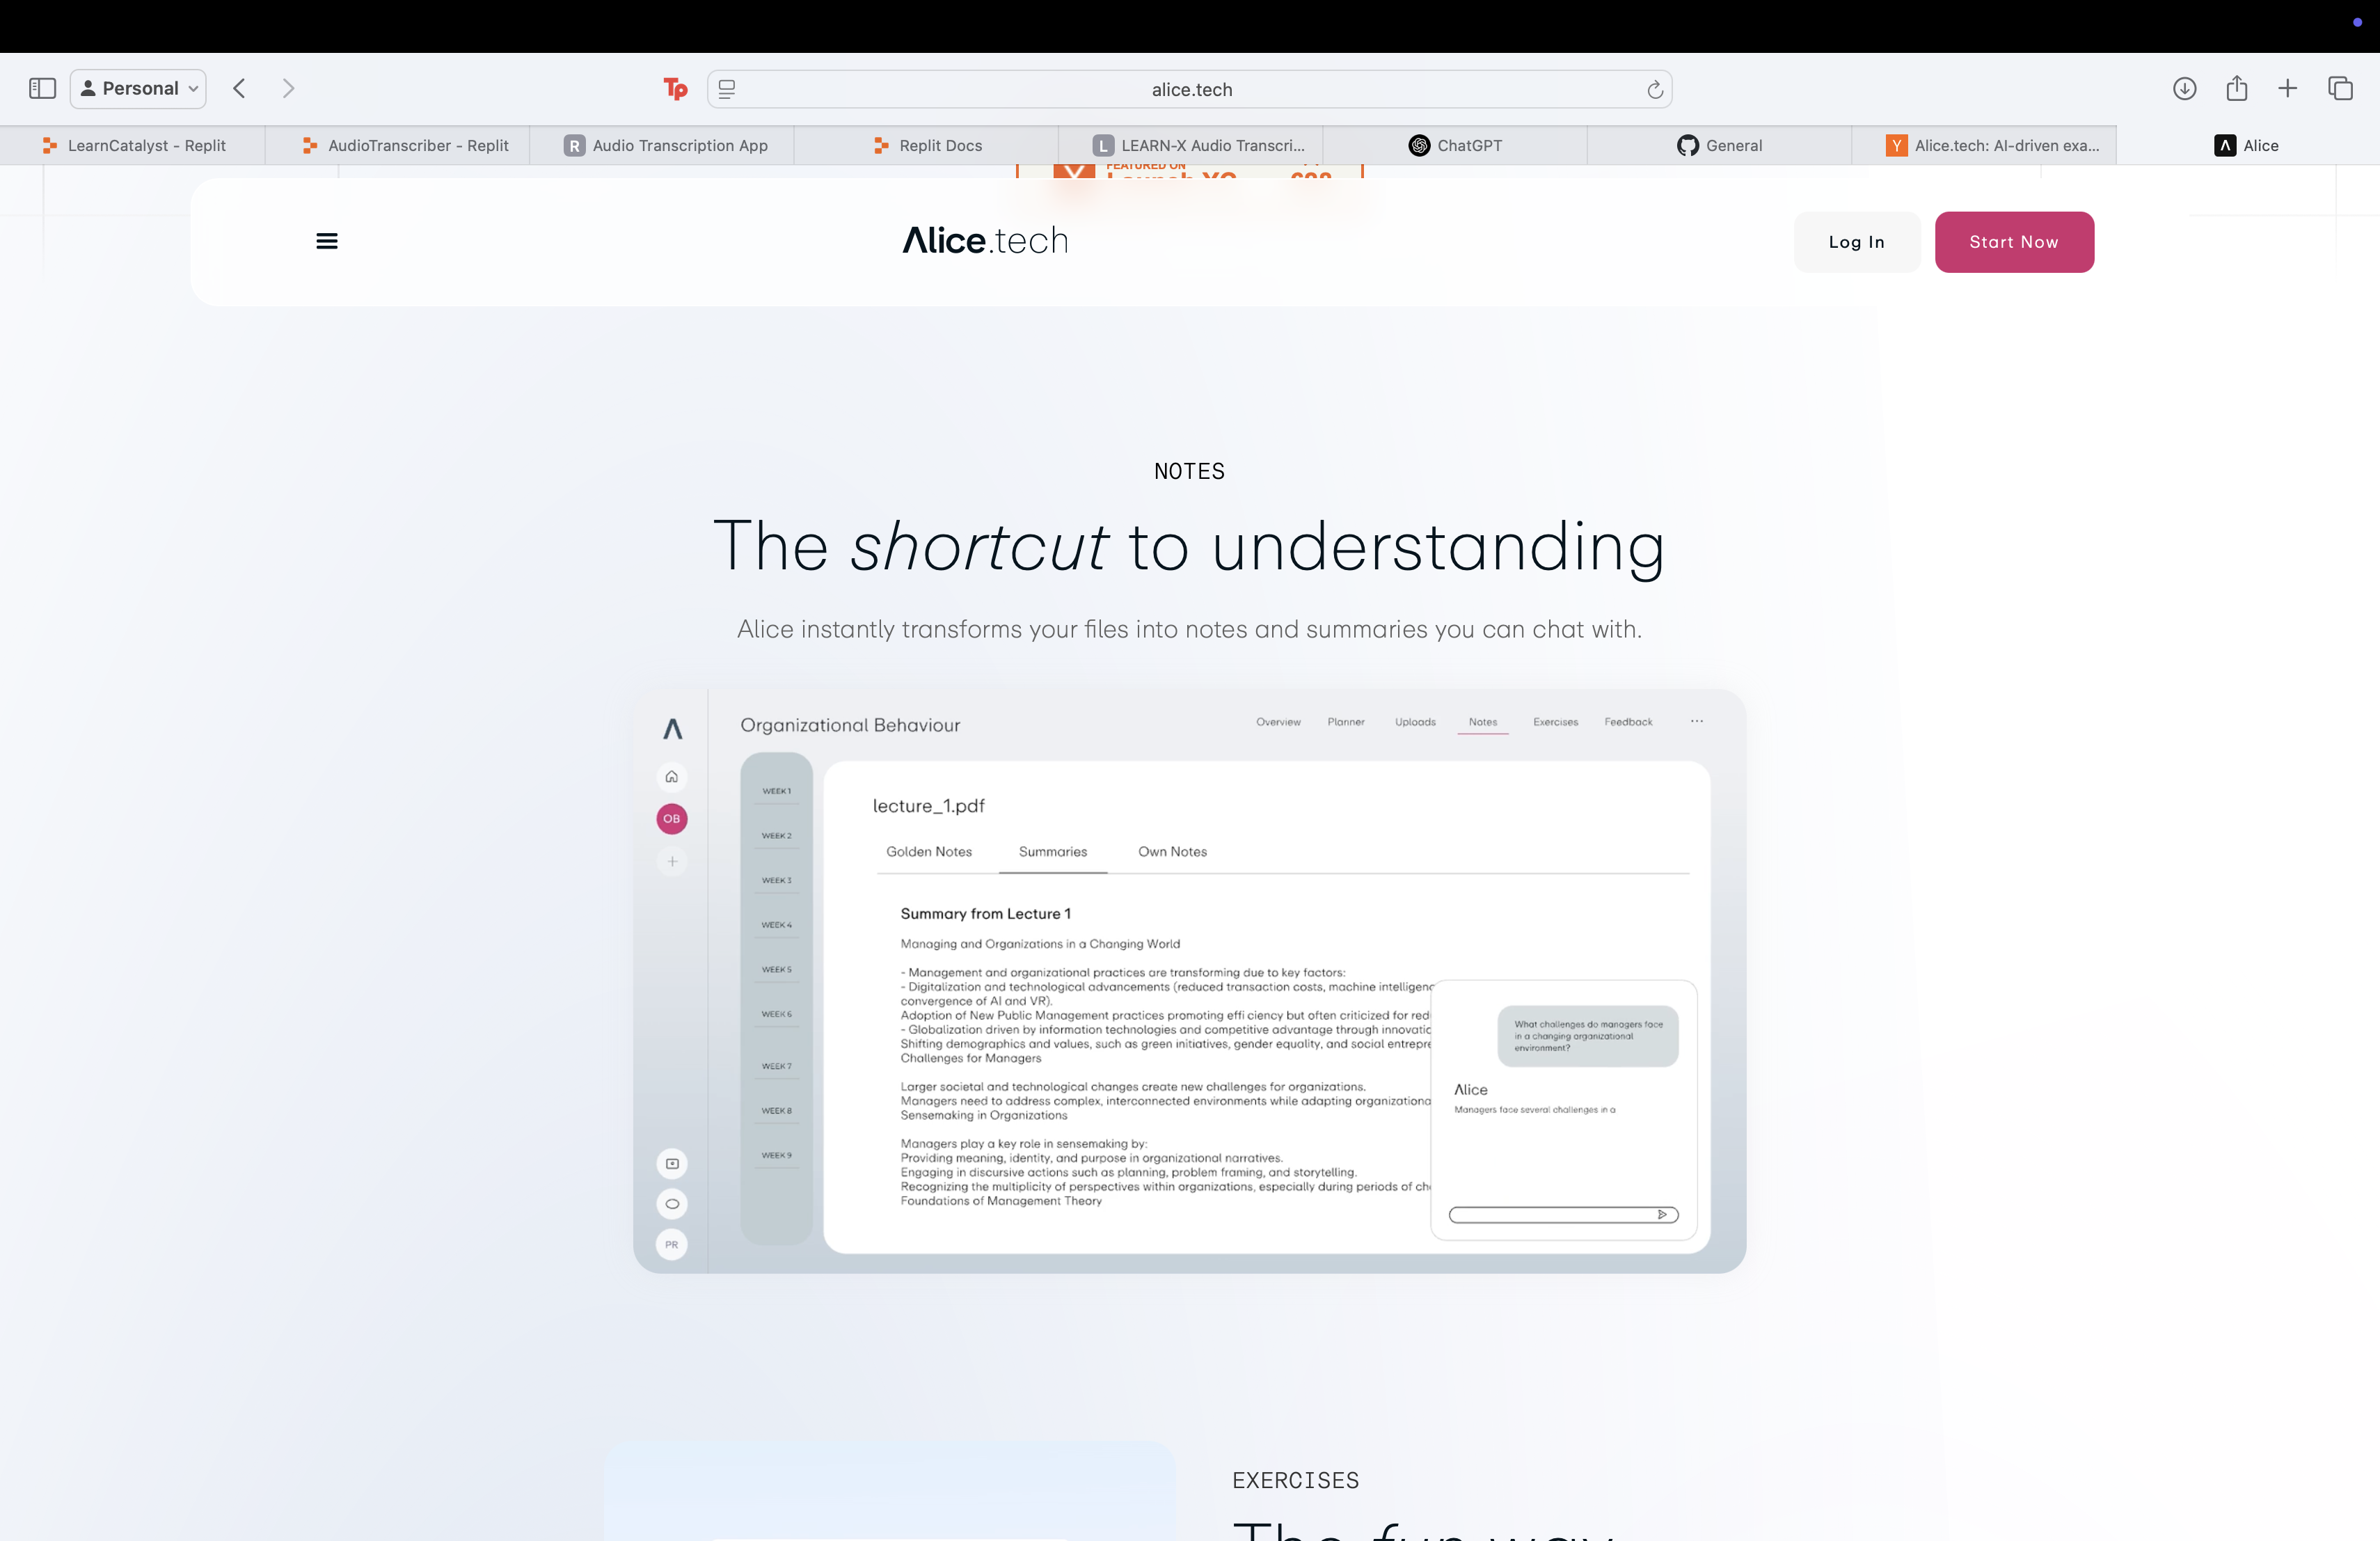 Personal
Tp
alice.tech
LearnCatalyst - Replit
AudioTranscriber - Replit
R Audio Transcription App
Replit Docs
L LEARN-X Audio Transcri...
ChatGPT
General
Y Alice.tech: AI-driven exa...
Λ Alice
FEATURED ON
Λlice.tech
Log In
Start Now
NOTES
The shortcut to understanding
Alice instantly transforms your files into notes and summaries you can chat with.
Λ
Organizational Behaviour
Overview
Planner
Uploads
Notes
Exercises
Feedback
...
OB
+
PR
WEEK 1
WEEK 2
WEEK 3
WEEK 4
WEEK 5
WEEK 6
WEEK 7
WEEK 8
WEEK 9
lecture_1.pdf
Golden Notes
Summaries
Own Notes
Summary from Lecture 1
Managing and Organizations in a Changing World
- Management and organizational practices are transforming due to key factors:
- Digitalization and technological advancements (reduced transaction costs, machine intelligenc
convergence of AI and VR).
Adoption of New Public Management practices promoting effi ciency but often criticized for red
- Globalization driven by information technologies and competitive advantage through innovatic
Shifting demographics and values, such as green initiatives, gender equality, and social entrepre
Challenges for Managers
Larger societal and technological changes create new challenges for organizations.
Managers need to address complex, interconnected environments while adapting organizationa
Sensemaking in Organizations
Managers play a key role in sensemaking by:
Providing meaning, identity, and purpose in organizational narratives.
Engaging in discursive actions such as planning, problem framing, and storytelling.
Recognizing the multiplicity of perspectives within organizations, especially during periods of ch
Foundations of Management Theory
What challenges do managers face
in a changing organizational
environment?
Λlice
Managers face several challenges in a
EXERCISES
The fun way